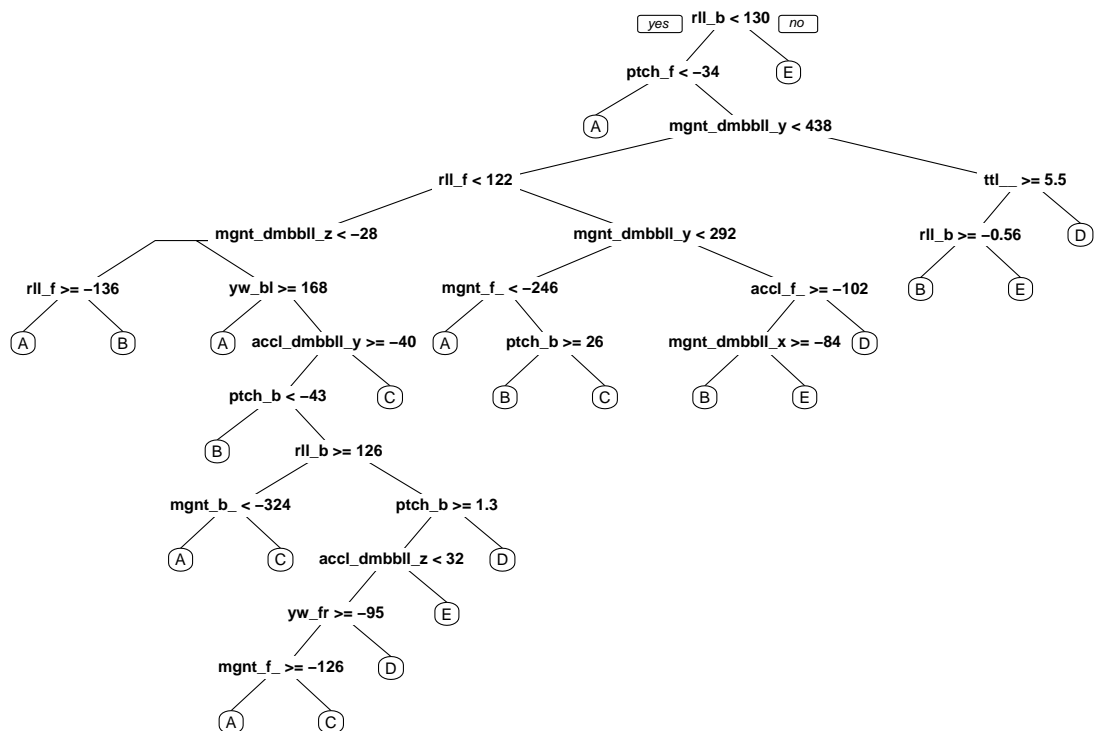 yes rll_b < 130 no
ptch_f < −34 E
A mgnt_dmbbll_y < 438
rll_f < 122 ttl__ >= 5.5
mgnt_dmbbll_z < −28 mgnt_dmbbll_y < 292 rll_b >= −0.56 D
rll_f >= −136 yw_bl >= 168 mgnt_f_ < −246 accl_f_ >= −102 B E
A B A accl_dmbbll_y >= −40 A ptch_b >= 26 mgnt_dmbbll_x >= −84 D
ptch_b < −43 C B C B E
B rll_b >= 126
mgnt_b_ < −324 ptch_b >= 1.3
A C accl_dmbbll_z < 32 D
yw_fr >= −95 E
mgnt_f_ >= −126 D
A C